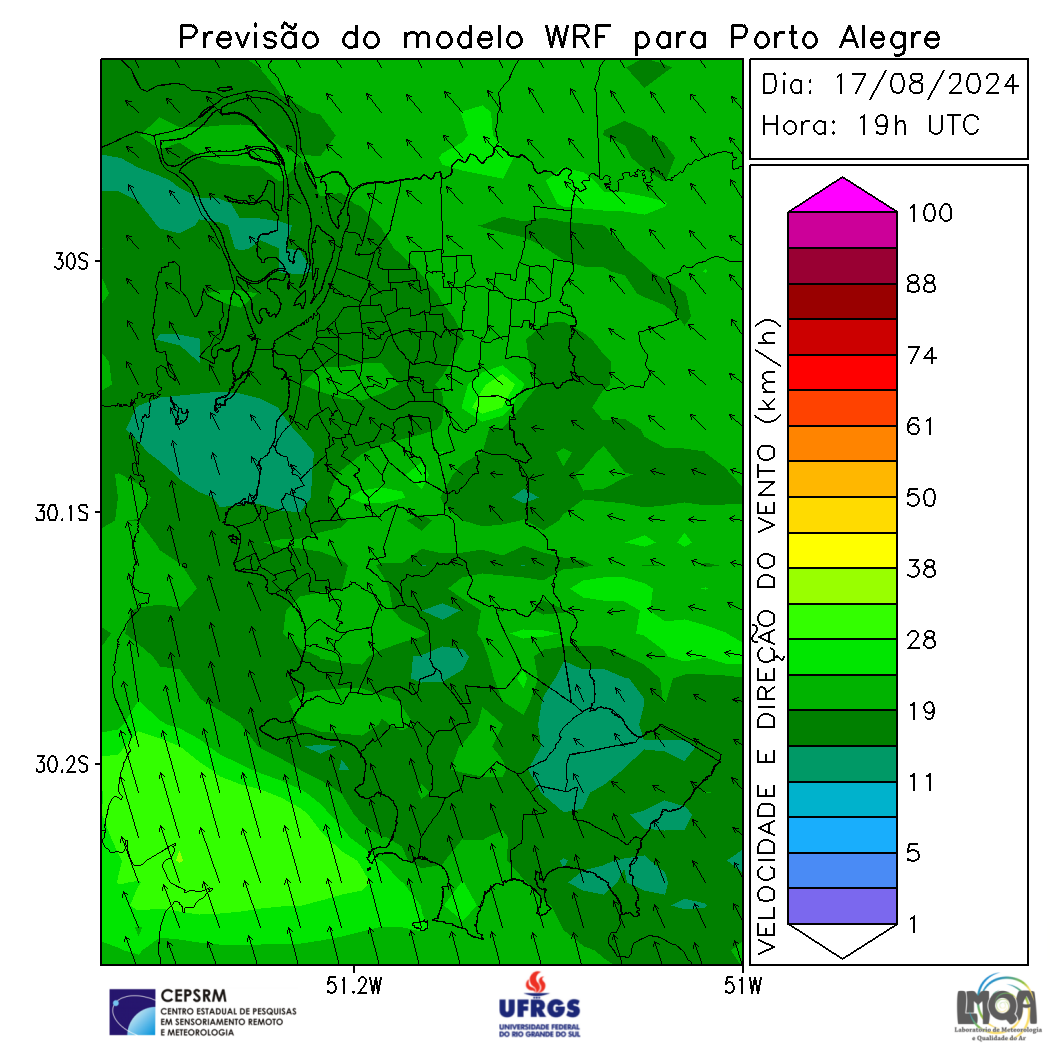 Previsão do modelo WRF para Porto Alegre
Dia: 17/08/2024
Hora: 19h UTC
30S
30.1S
30.2S
51.2W
51W
VELOCIDADE E DIREÇÃO DO VENTO (km/h)
100
88
74
61
50
38
28
19
11
5
1
CEPSRM
CENTRO ESTADUAL DE PESQUISAS
EM SENSORIAMENTO REMOTO
E METEOROLOGIA
UFRGS
UNIVERSIDADE FEDERAL
DO RIO GRANDE DO SUL
LMQA
Laboratório de Meteorologia
e Qualidade do Ar